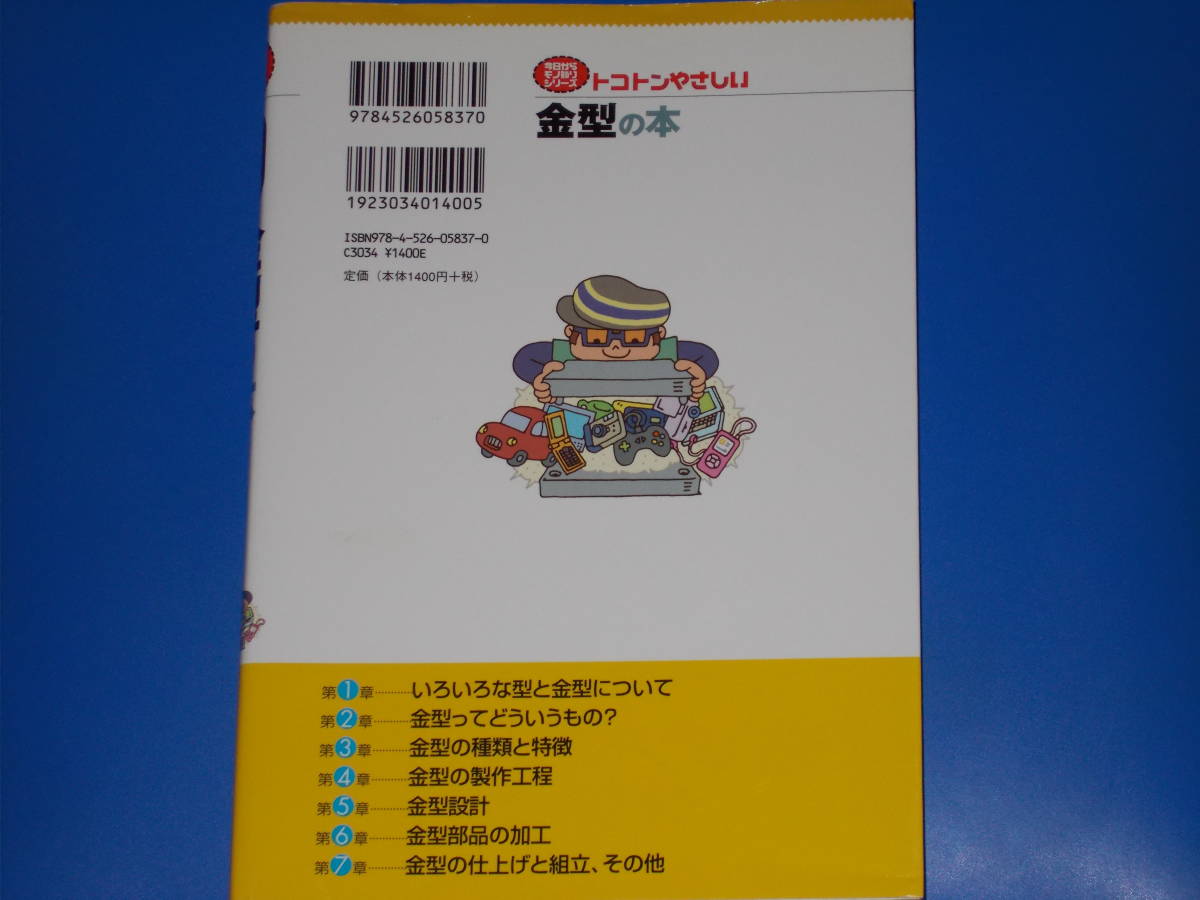 今日から
モノ知り
シリーズ
トコトンやさしい
金型の本
9784526058370
1923034014005
ISBN978-4-526-05837-0
C3034 ¥1400E
定価（本体1400円＋税）
第1章…………いろいろな型と金型について
第2章…………金型ってどういうもの?
第3章…………金型の種類と特徴
第4章…………金型の製作工程
第5章…………金型設計
第6章…………金型部品の加工
第7章…………金型の仕上げと組立、その他